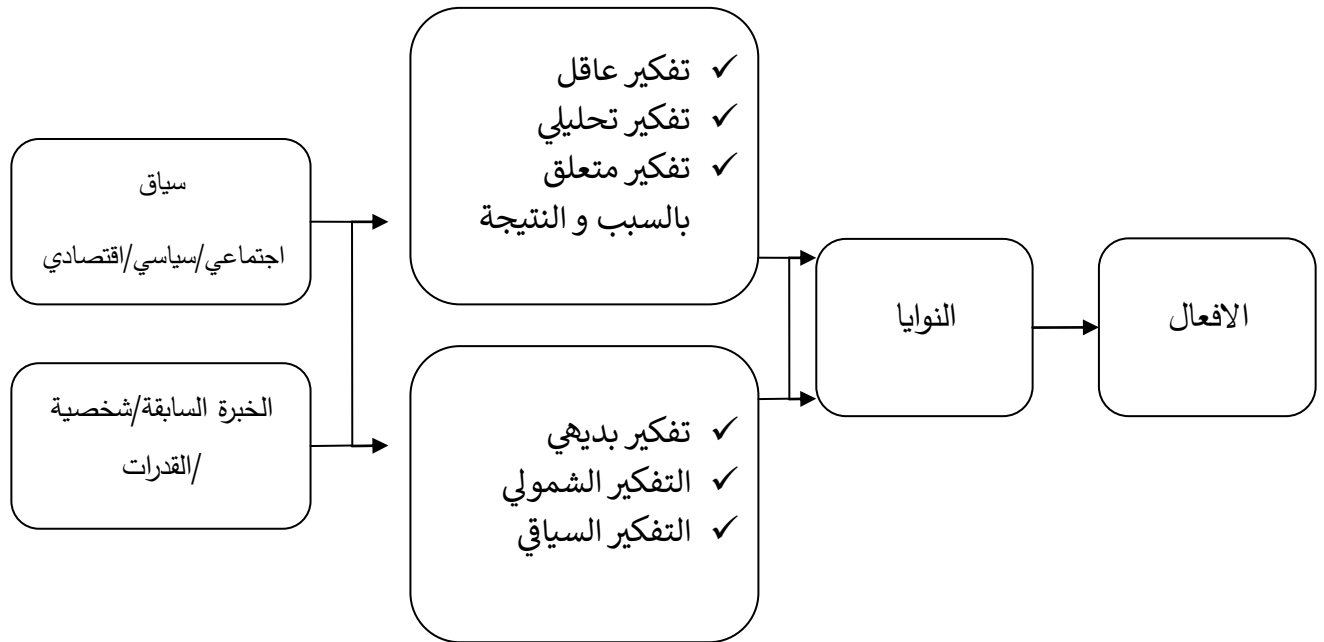 سياق
اجتماعي/سياسي/اقتصادي
الخبرة السابقة/شخصية
/القدرات
✓ تفكير عاقل
✓ تفكير تحليلي
✓ تفكير متعلق
بالسبب و النتيجة
✓ تفكير بديهي
✓ التفكير الشمولي
✓ التفكير السياقي
النوايا
الافعال